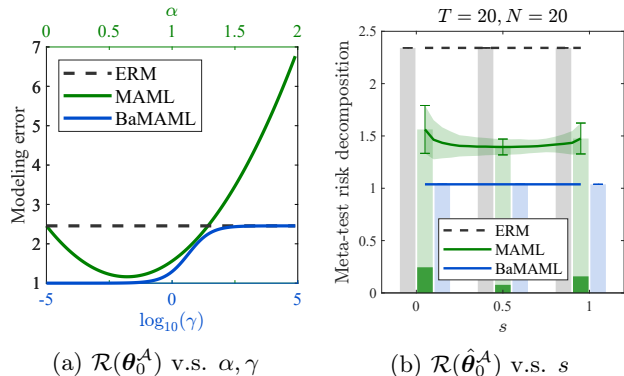 α
0 0.5 1 1.5 2
7
6
5
4
3
2
1
Modeling error
ERM
MAML
BaMAML
-5 0 5
log₁₀(γ)
(a) R(θ₀^A) v.s. α, γ
T = 20, N = 20
2.5
2
1.5
1
0.5
0
Meta-test risk decomposition
ERM
MAML
BaMAML
0 0.5 1
s
(b) R(θ̂₀^A) v.s. s